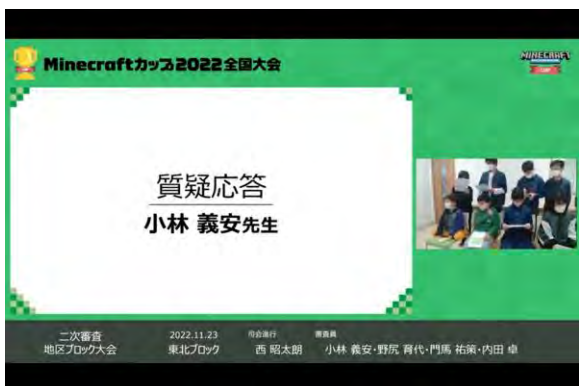 Minecraftカップ2022全国大会
MINECRAFT
CUP
質疑応答
小林 義安先生
二次審査
地区ブロック大会
2022.11.23
東北ブロック
司会進行
西 昭太朗
審査員
小林 義安・野尻 育代・門馬 祐策・内田 卓